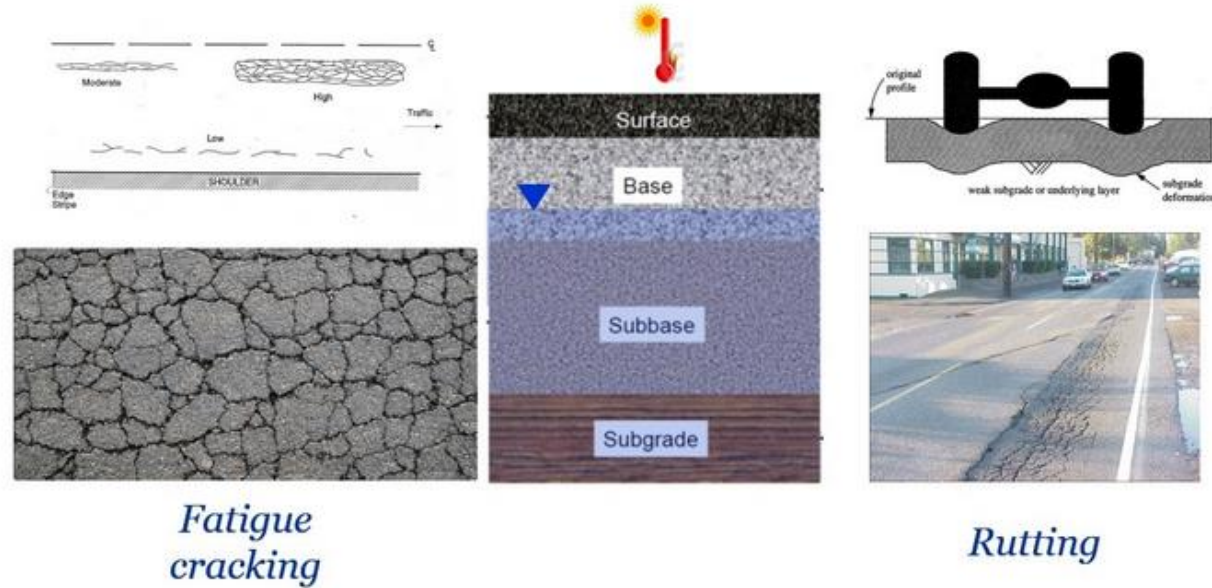 ℄
Moderate
High
Traffic
Low
SHOULDER
Edge
Stripe
Fatigue
cracking
Surface
Base
Subbase
Subgrade
original
profile
weak subgrade or underlying layer
subgrade
deformation
Rutting